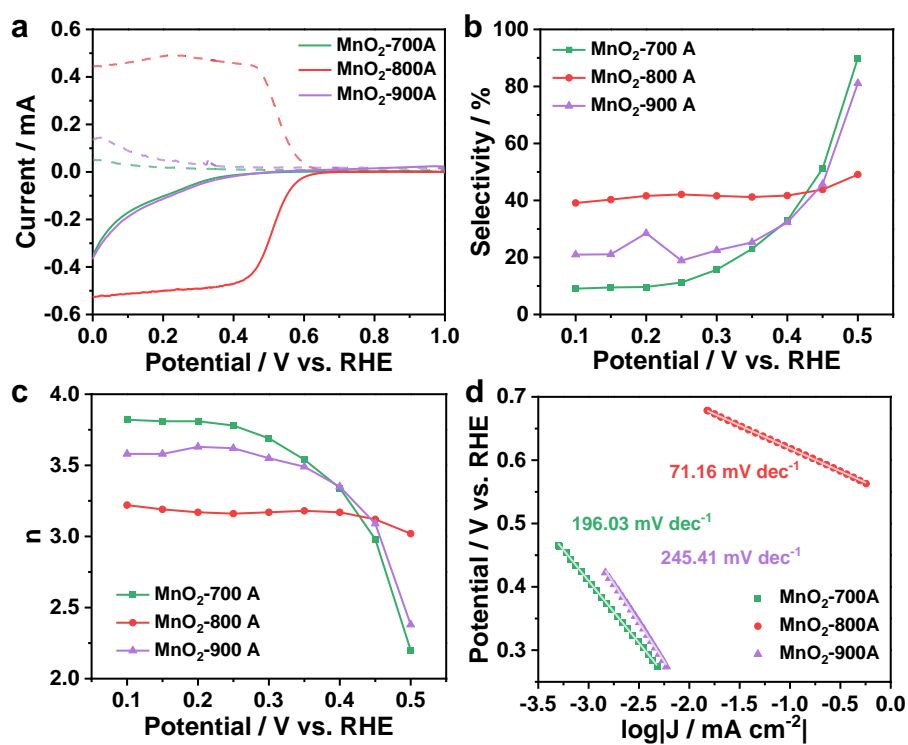 a
MnO₂-700A
MnO₂-800A
MnO₂-900A
0.6
0.4
0.2
0.0
-0.2
-0.4
-0.6
Current / mA
0.0 0.2 0.4 0.6 0.8 1.0
Potential / V vs. RHE
b
MnO₂-700 A
MnO₂-800 A
MnO₂-900 A
100
80
60
40
20
0
Selectivity / %
0.1 0.2 0.3 0.4 0.5
Potential / V vs. RHE
c
4.0
3.5
3.0
2.5
2.0
n
MnO₂-700 A
MnO₂-800 A
MnO₂-900 A
0.1 0.2 0.3 0.4 0.5
Potential / V vs. RHE
d
0.7
0.6
0.5
0.4
0.3
Potential / V vs. RHE
71.16 mV dec⁻¹
196.03 mV dec⁻¹
245.41 mV dec⁻¹
MnO₂-700A
MnO₂-800A
MnO₂-900A
-3.5 -3.0 -2.5 -2.0 -1.5 -1.0 -0.5 0.0
log|J / mA cm⁻²|